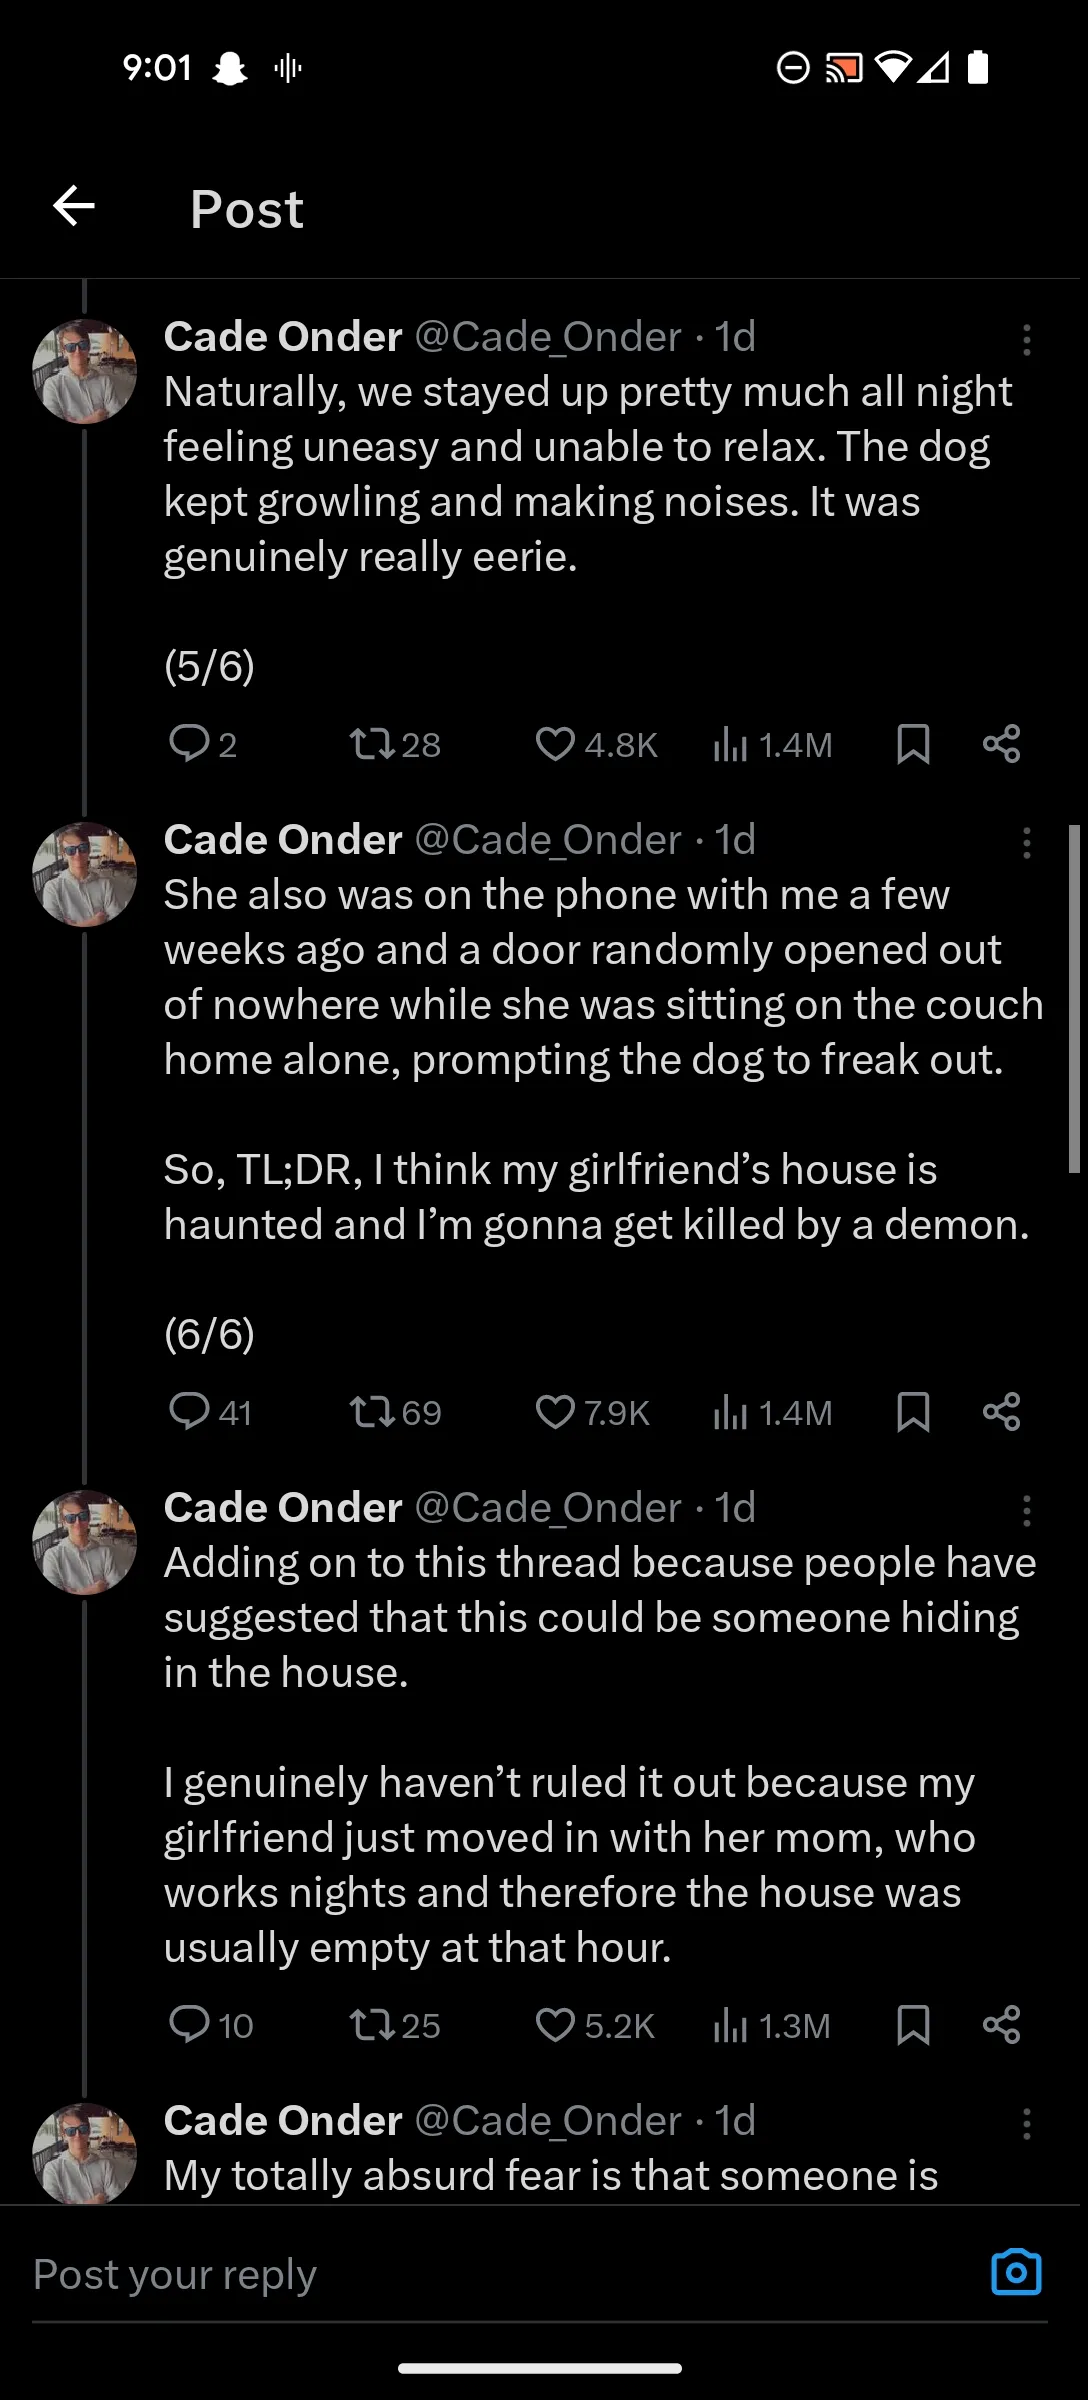 9:01
Post
Cade Onder @Cade_Onder · 1d
Naturally, we stayed up pretty much all night
feeling uneasy and unable to relax. The dog
kept growling and making noises. It was
genuinely really eerie.
(5/6)
2 28 4.8K 1.4M
Cade Onder @Cade_Onder · 1d
She also was on the phone with me a few
weeks ago and a door randomly opened out
of nowhere while she was sitting on the couch
home alone, prompting the dog to freak out.
So, TL;DR, I think my girlfriend’s house is
haunted and I’m gonna get killed by a demon.
(6/6)
41 69 7.9K 1.4M
Cade Onder @Cade_Onder · 1d
Adding on to this thread because people have
suggested that this could be someone hiding
in the house.
I genuinely haven’t ruled it out because my
girlfriend just moved in with her mom, who
works nights and therefore the house was
usually empty at that hour.
10 25 5.2K 1.3M
Cade Onder @Cade_Onder · 1d
My totally absurd fear is that someone is
Post your reply